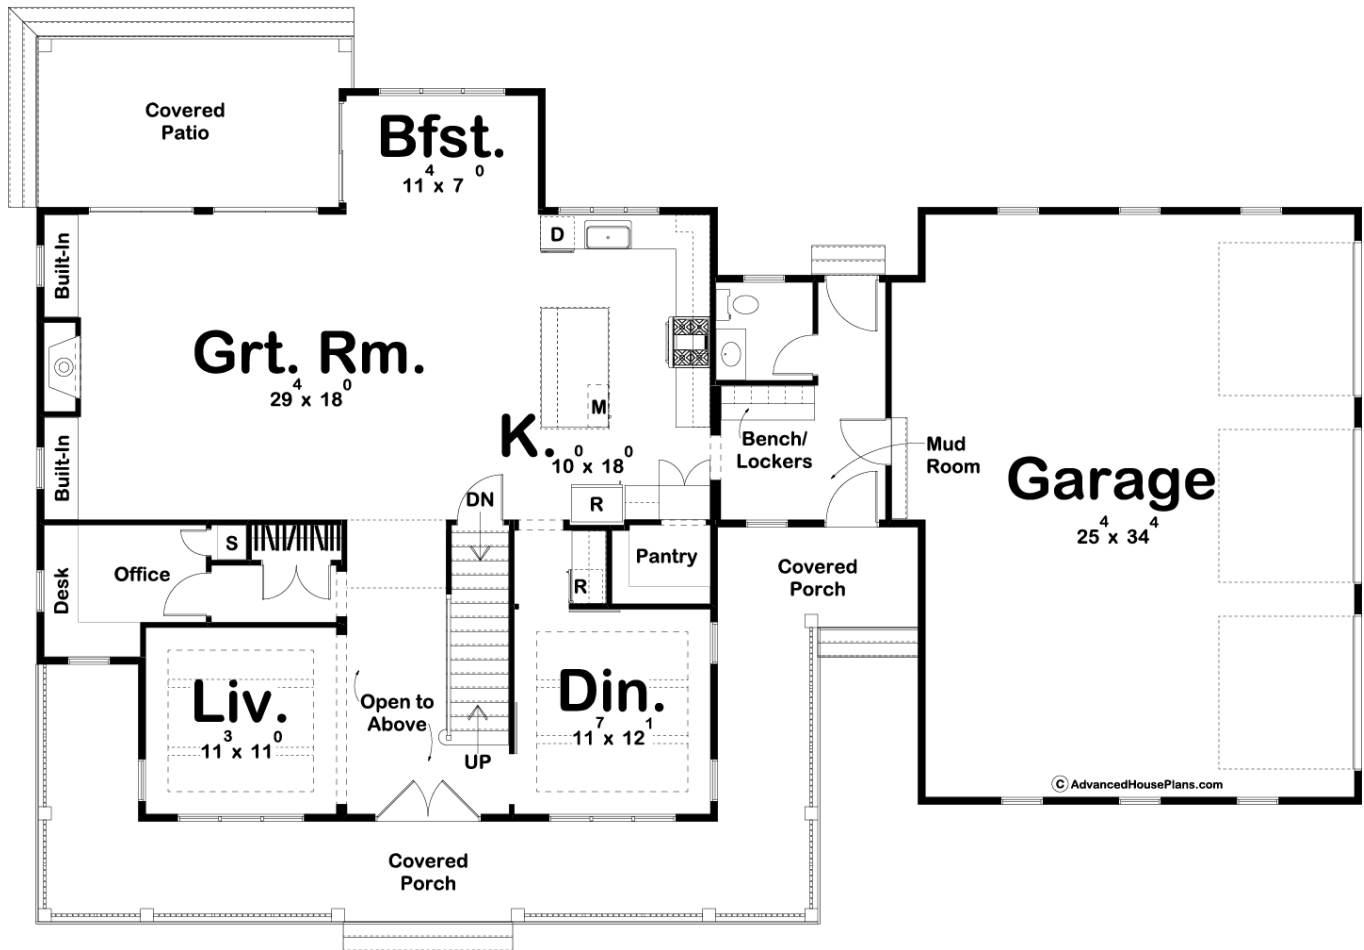 Covered
Patio
Bfst.
11⁴ x 7⁰
Built-In
D
Grt. Rm.
29⁴ x 18⁰
M
K.
10⁰ x 18⁰
Built-In
Bench/
Lockers
Mud
Room
Garage
25⁴ x 34⁴
DN
R
S
Office
Desk
R
Pantry
Covered
Porch
Liv.
11³ x 11⁰
Open to
Above
UP
Din.
11⁷ x 12¹
© AdvancedHousePlans.com
Covered
Porch